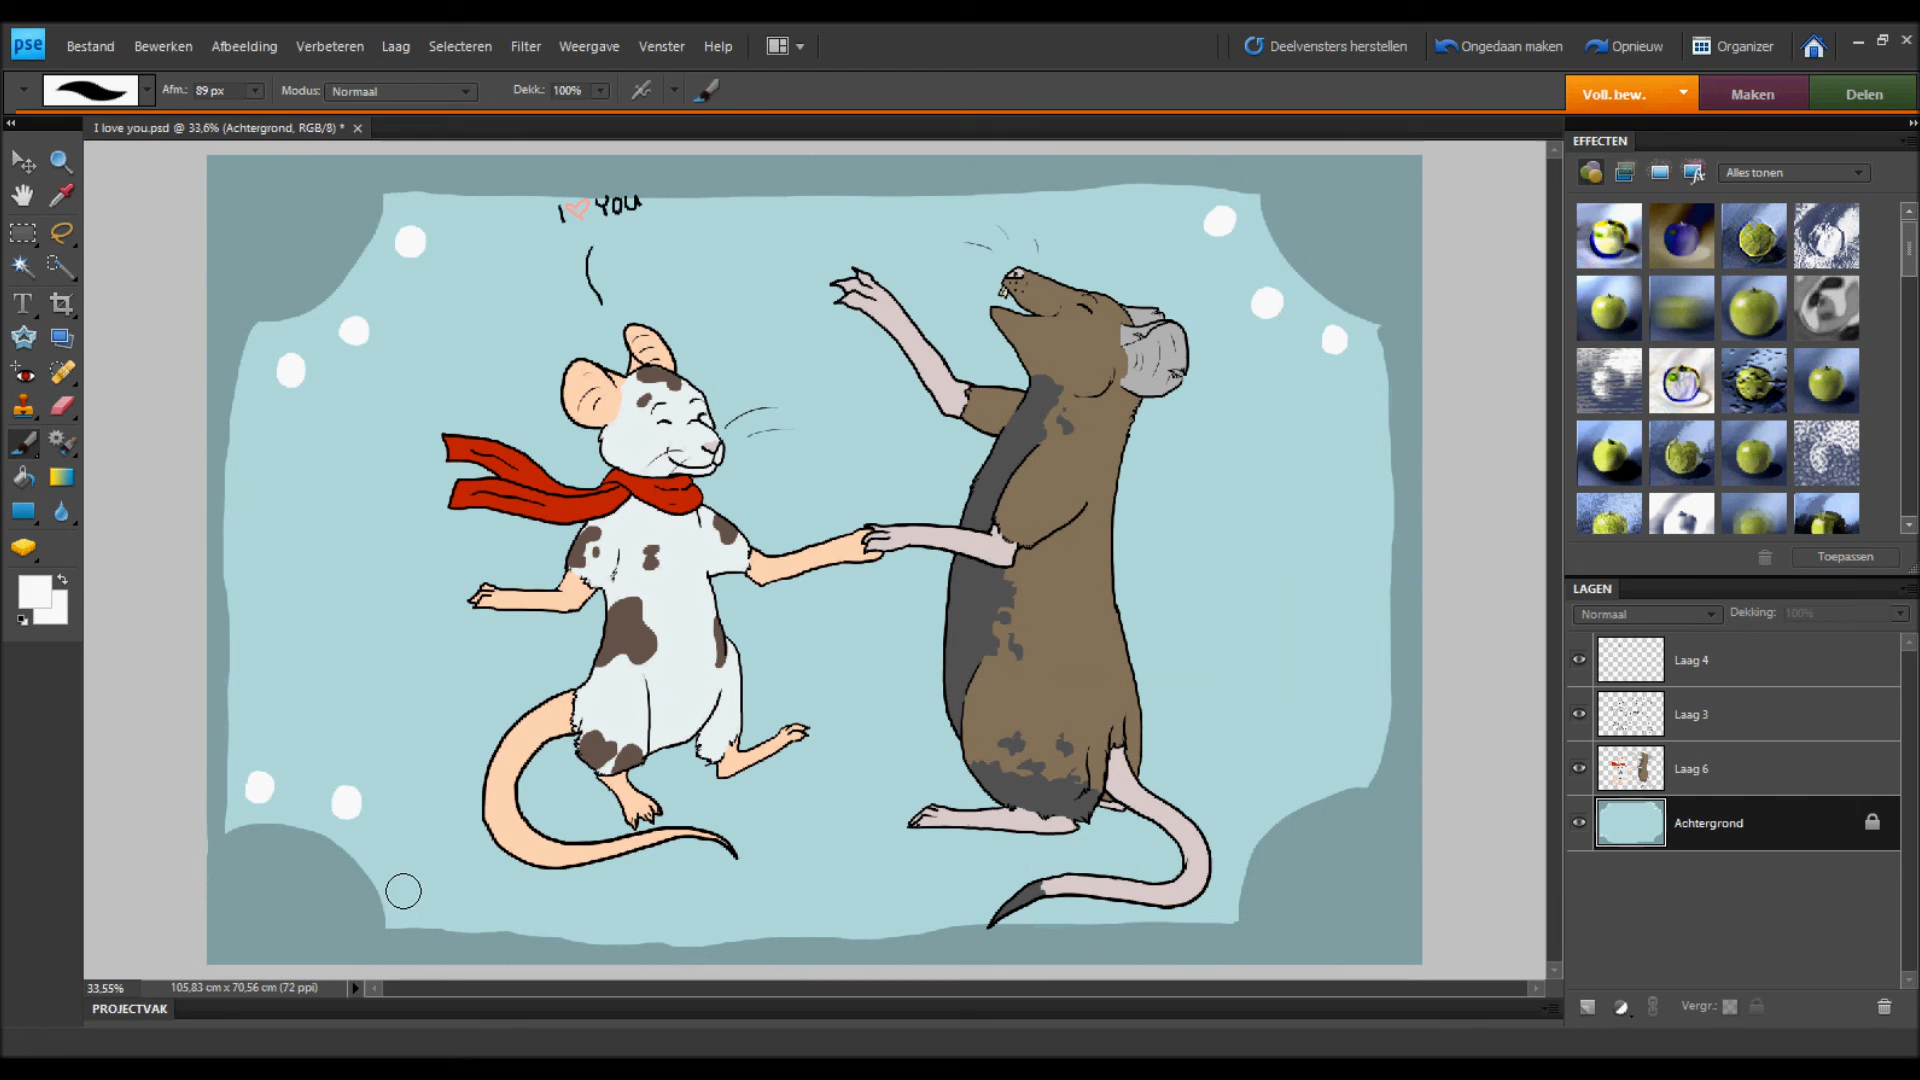 pse Bestand Bewerken Afbeelding Verbeteren Laag Selecteren Filter Weergave Venster Help Deelvensters herstellen Ongedaan maken Opnieuw Organizer
Afm.: 89 px Modus: Normaal Dekk.: 100% Voll. bew. Maken Delen
I love you.psd @ 33,6% (Achtergrond, RGB/8) *
EFFECTEN
Alles tonen
I YOU
T
Toepassen
LAGEN
Normaal Dekking: 100%
Laag 4
Laag 3
Laag 6
Achtergrond
33,55% 105,83 cm x 70,56 cm (72 ppi)
Vergr.:
PROJECTVAK